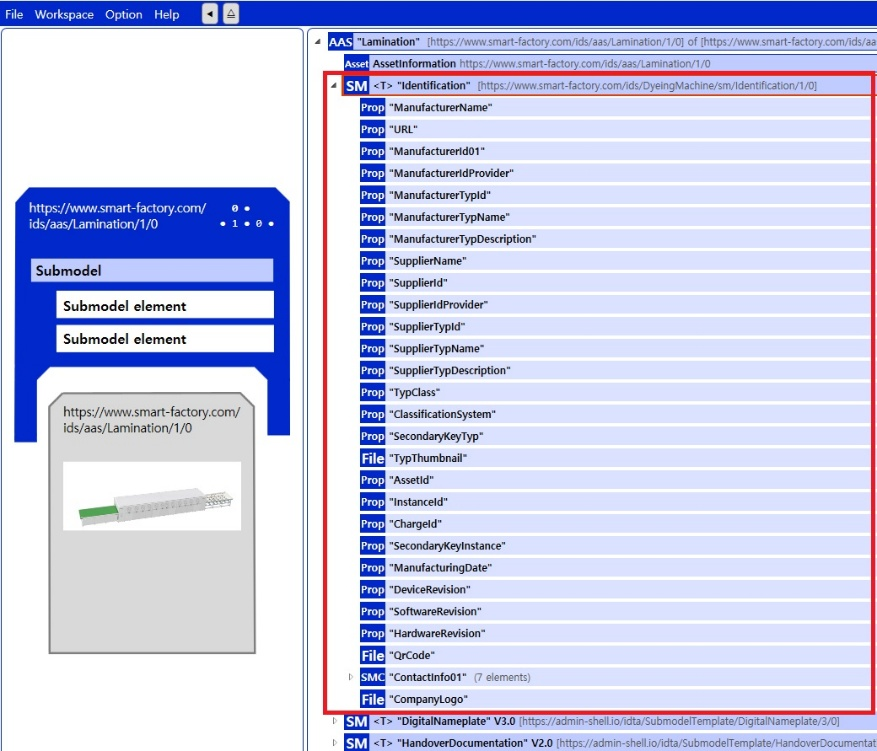 File Workspace Option Help
https://www.smart-factory.com/
ids/aas/Lamination/1/0
0
1 0
Submodel
Submodel element
Submodel element
https://www.smart-factory.com/
ids/aas/Lamination/1/0
AAS "Lamination" [https://www.smart-factory.com/ids/aas/Lamination/1/0] of [https://www.smart-factory.com/ids/aa
Asset AssetInformation https://www.smart-factory.com/ids/aas/Lamination/1/0
SM <T> "Identification" [https://www.smart-factory.com/ids/DyeingMachine/sm/Identification/1/0]
Prop "ManufacturerName"
Prop "URL"
Prop "ManufacturerId01"
Prop "ManufacturerIdProvider"
Prop "ManufacturerTypId"
Prop "ManufacturerTypName"
Prop "ManufacturerTypDescription"
Prop "SupplierName"
Prop "SupplierId"
Prop "SupplierIdProvider"
Prop "SupplierTypId"
Prop "SupplierTypName"
Prop "SupplierTypDescription"
Prop "TypClass"
Prop "ClassificationSystem"
Prop "SecondaryKeyTyp"
File "TypThumbnail"
Prop "AssetId"
Prop "InstanceId"
Prop "ChargeId"
Prop "SecondaryKeyInstance"
Prop "ManufacturingDate"
Prop "DeviceRevision"
Prop "SoftwareRevision"
Prop "HardwareRevision"
File "QrCode"
SMC "ContactInfo01" (7 elements)
File "CompanyLogo"
SM <T> "DigitalNameplate" V3.0 [https://admin-shell.io/idta/SubmodelTemplate/DigitalNameplate/3/0]
SM <T> "HandoverDocumentation" V2.0 [https://admin-shell.io/idta/SubmodelTemplate/HandoverDocumentat